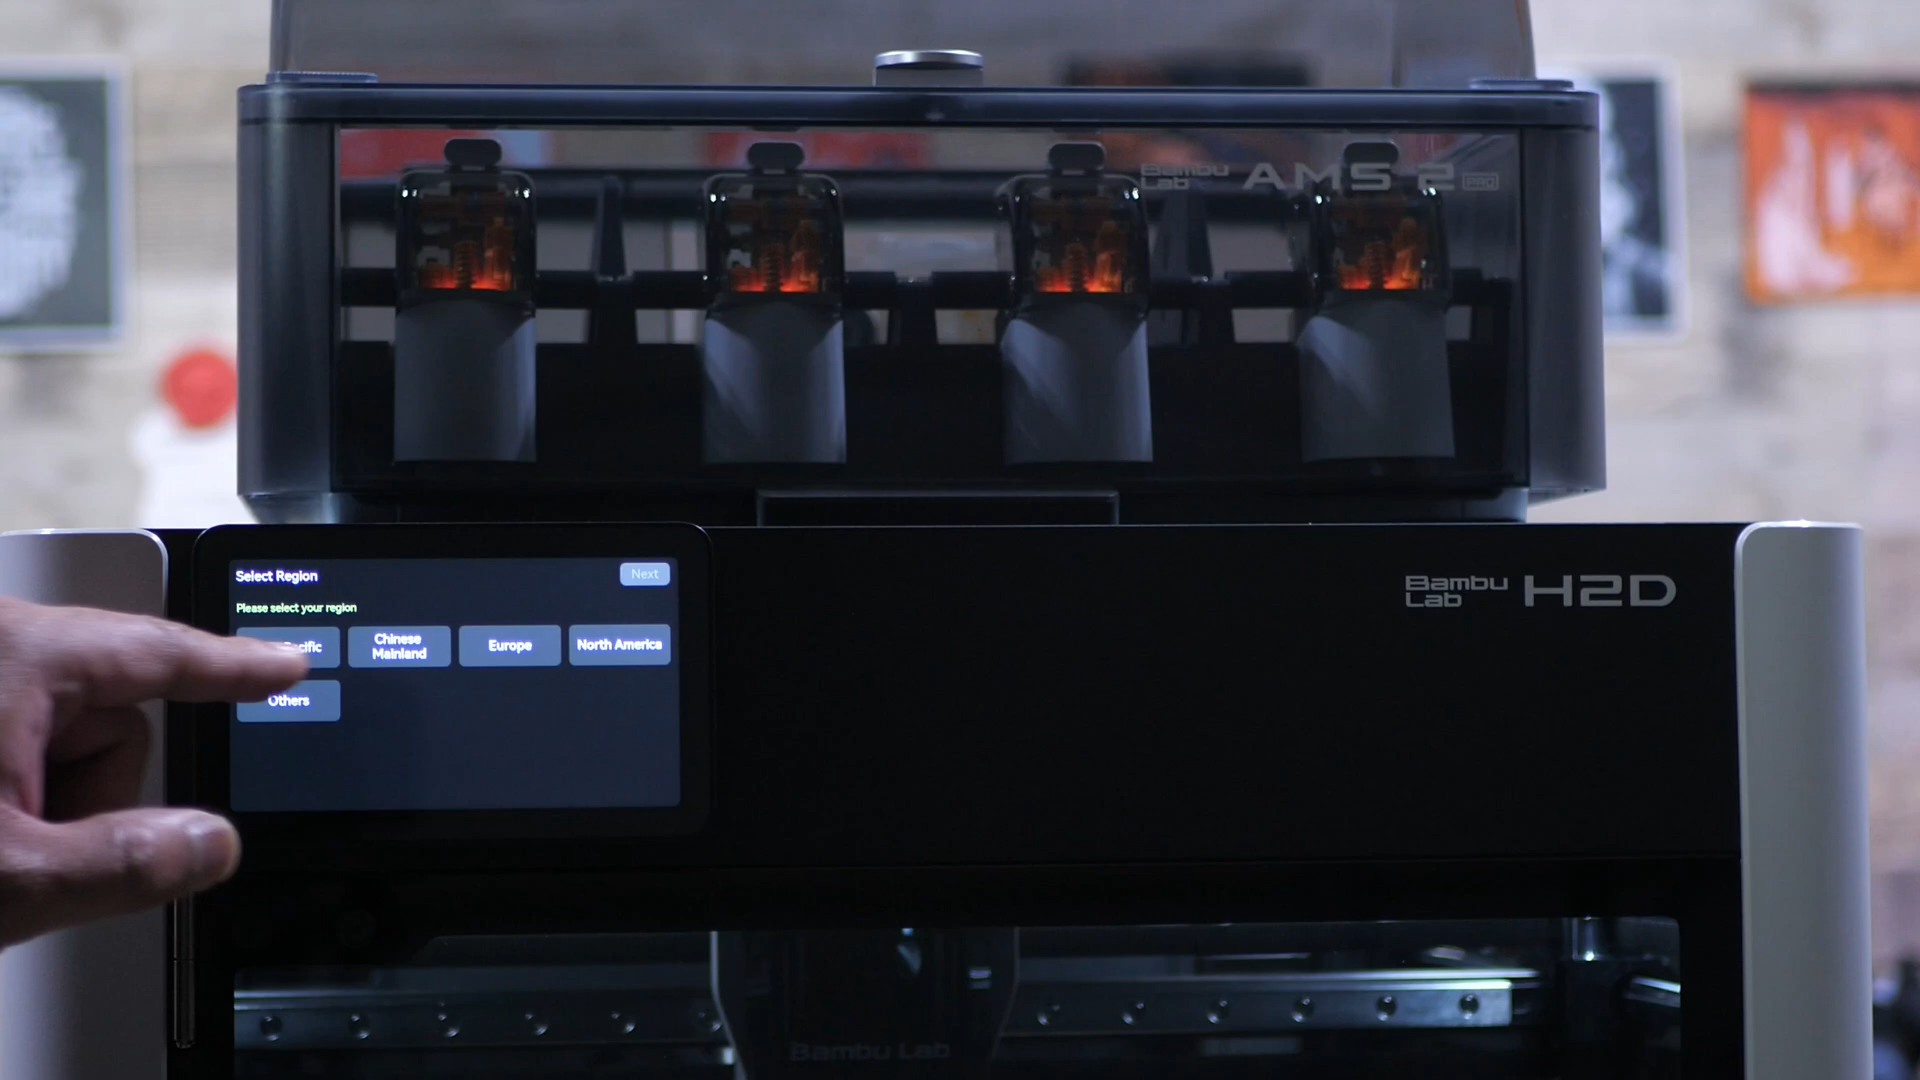 Bambu
Lab
AMS 2 PRO
Select Region
Next
Please select your region
Chinese
Mainland
Europe
North America
Others
Bambu
Lab
H2D
Bambu Lab